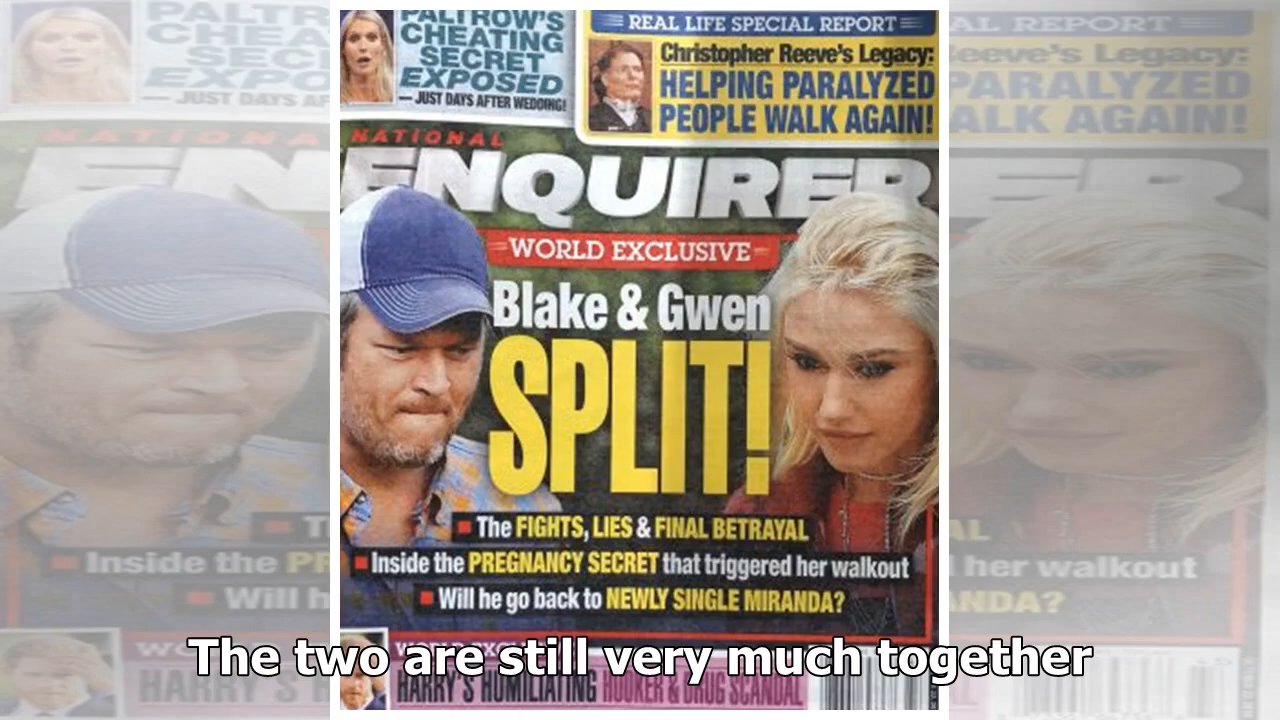 PALTROW'S
CHEATING
SECRET
EXPOSED
— JUST DAYS AFTER WEDDING!
REAL LIFE SPECIAL REPORT
Christopher Reeve's Legacy:
HELPING PARALYZED
PEOPLE WALK AGAIN!
NATIONAL
ENQUIRER
WORLD EXCLUSIVE
Blake & Gwen
SPLIT!
The FIGHTS, LIES & FINAL BETRAYAL
Inside the PREGNANCY SECRET that triggered her walkout
Will he go back to NEWLY SINGLE MIRANDA?
The two are still very much together
HARRY'S HUMILIATING HOOKER & DRUG SCANDAL